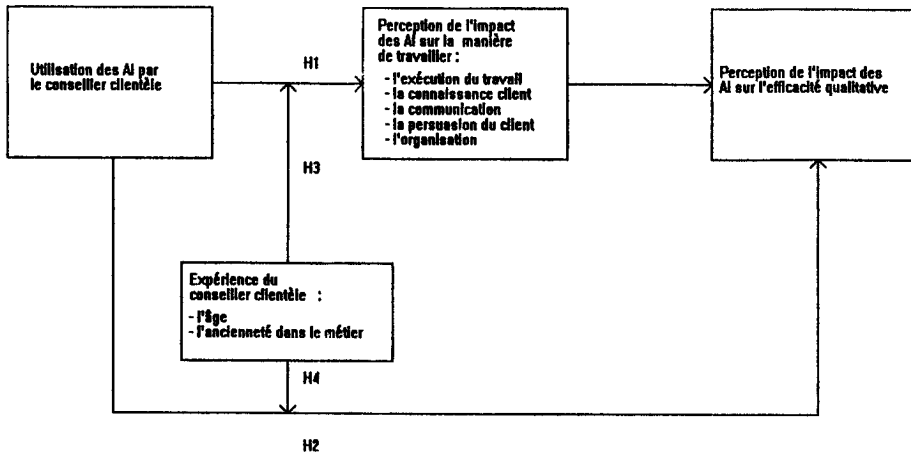 Utilisation des AI par
le conseiller clientèle
H1
Perception de l'impact
des AI sur la manière
de travailler :
- l'exécution du travail
- la connaissance client
- la communication
- la persuasion du client
- l'organisation
Perception de l'impact des
AI sur l'efficacité qualitative
H3
Expérience du
conseiller clientèle :
- l'§ge
- l'ancienneté dans le métier
H4
H2